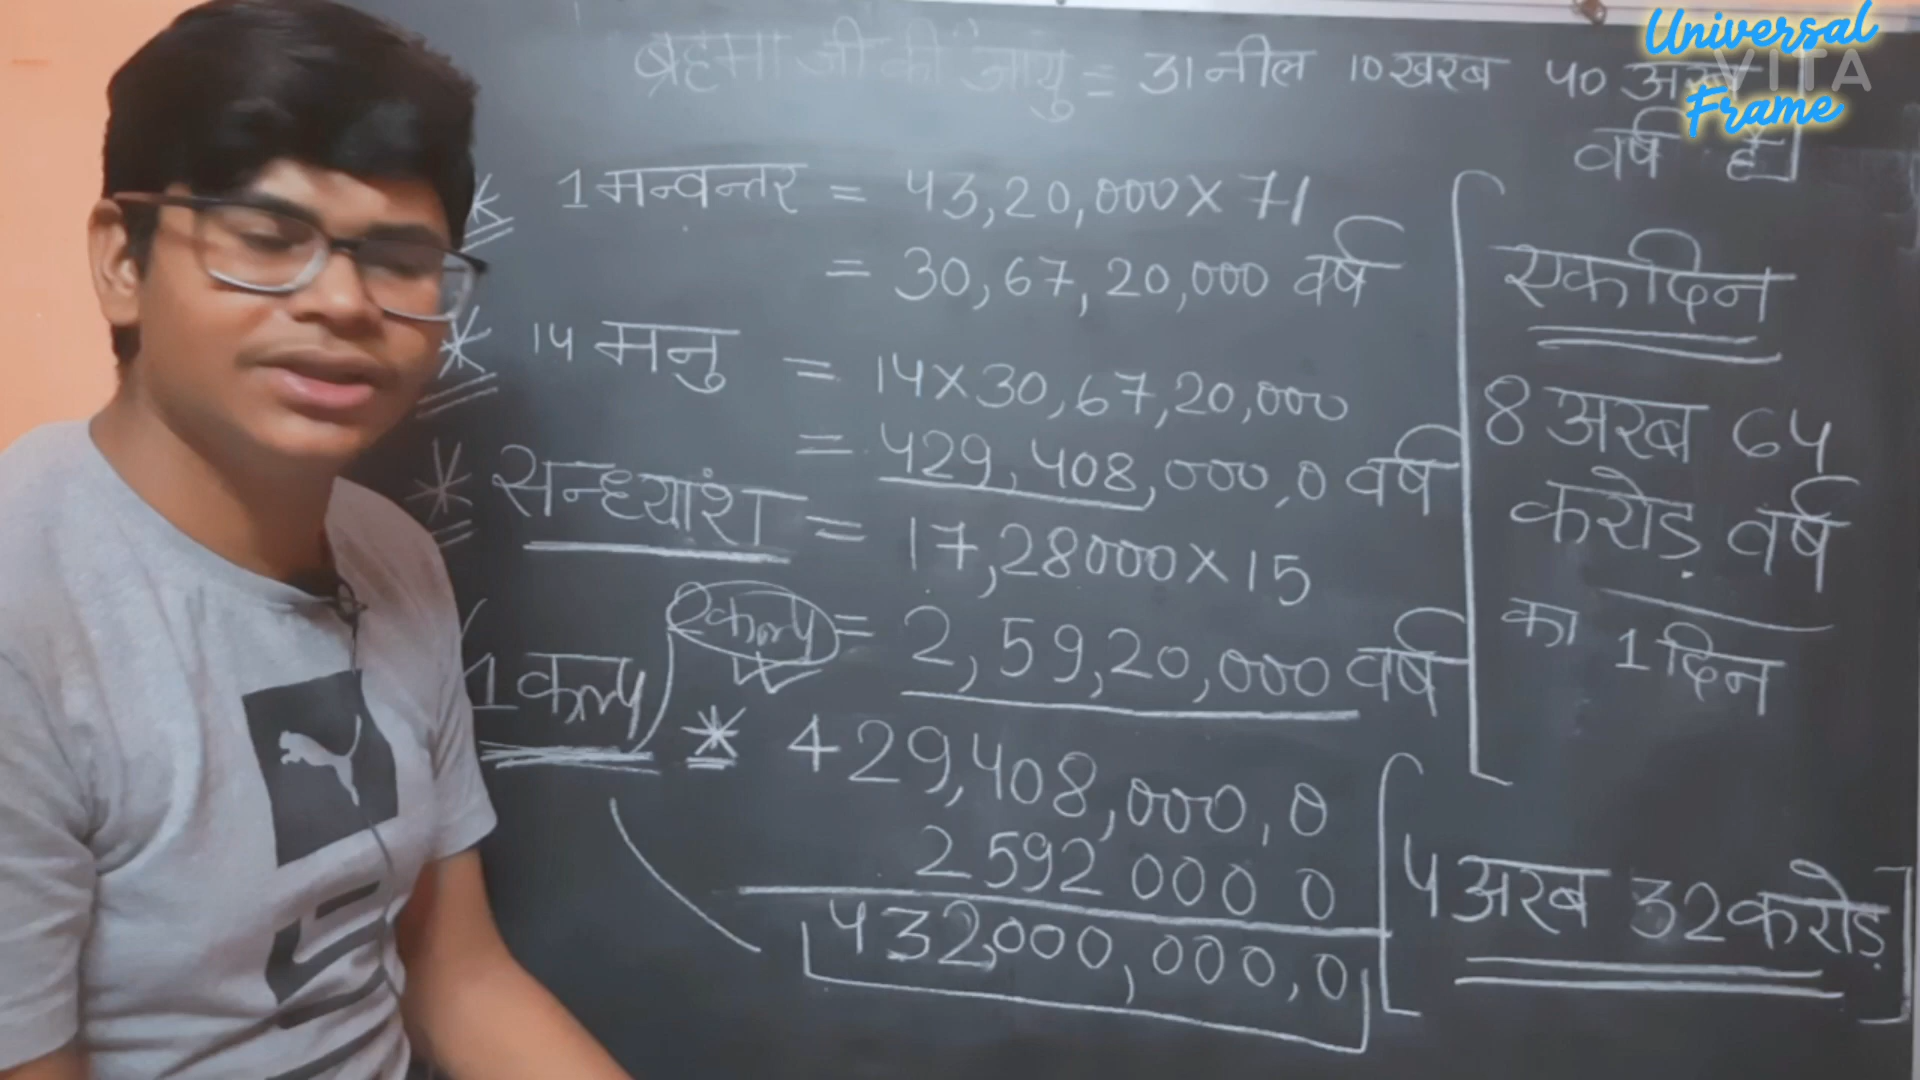 Universal
VITA
Frame
ब्रह्मा जी की आयु = 31 नील 10 खरब 40 अरब
वर्ष है]
* 1 मन्वन्तर = 43,20,000 × 71
= 30,67,20,000 वर्ष
* 14 मनु = 14×30,67,20,000
= 429,408,000,0 वर्ष
* सन्ध्यांश = 17,28000×15
= 2,59,20,000 वर्ष
1 कल्प
* 429,408,000,0
2592 000 0
432,000,000,0
[4 अरब 32 करोड़]
एक दिन
8 अरब 64
करोड़ वर्ष
का 1 दिन